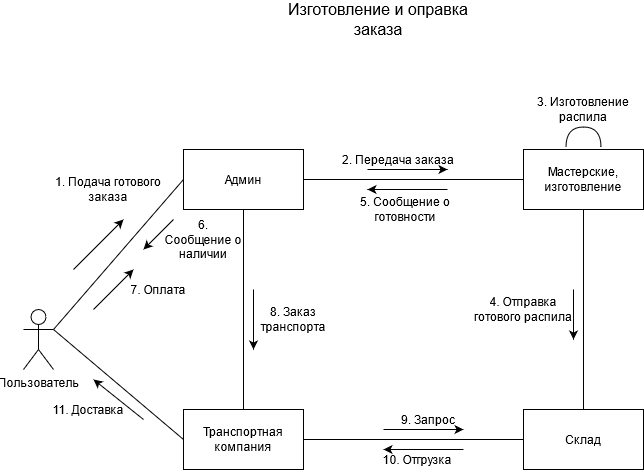 Изготовление и оправка
заказа
3. Изготовление
распила
2. Передача заказа
Админ
Мастерские,
изготовление
1. Подача готового
заказа
5. Сообщение о
готовности
6.
Сообщение о
наличии
7. Оплата
8. Заказ
транспорта
4. Отправка
готового распила
Пользователь
11. Доставка
9. Запрос
Транспортная
компания
Склад
10. Отгрузка